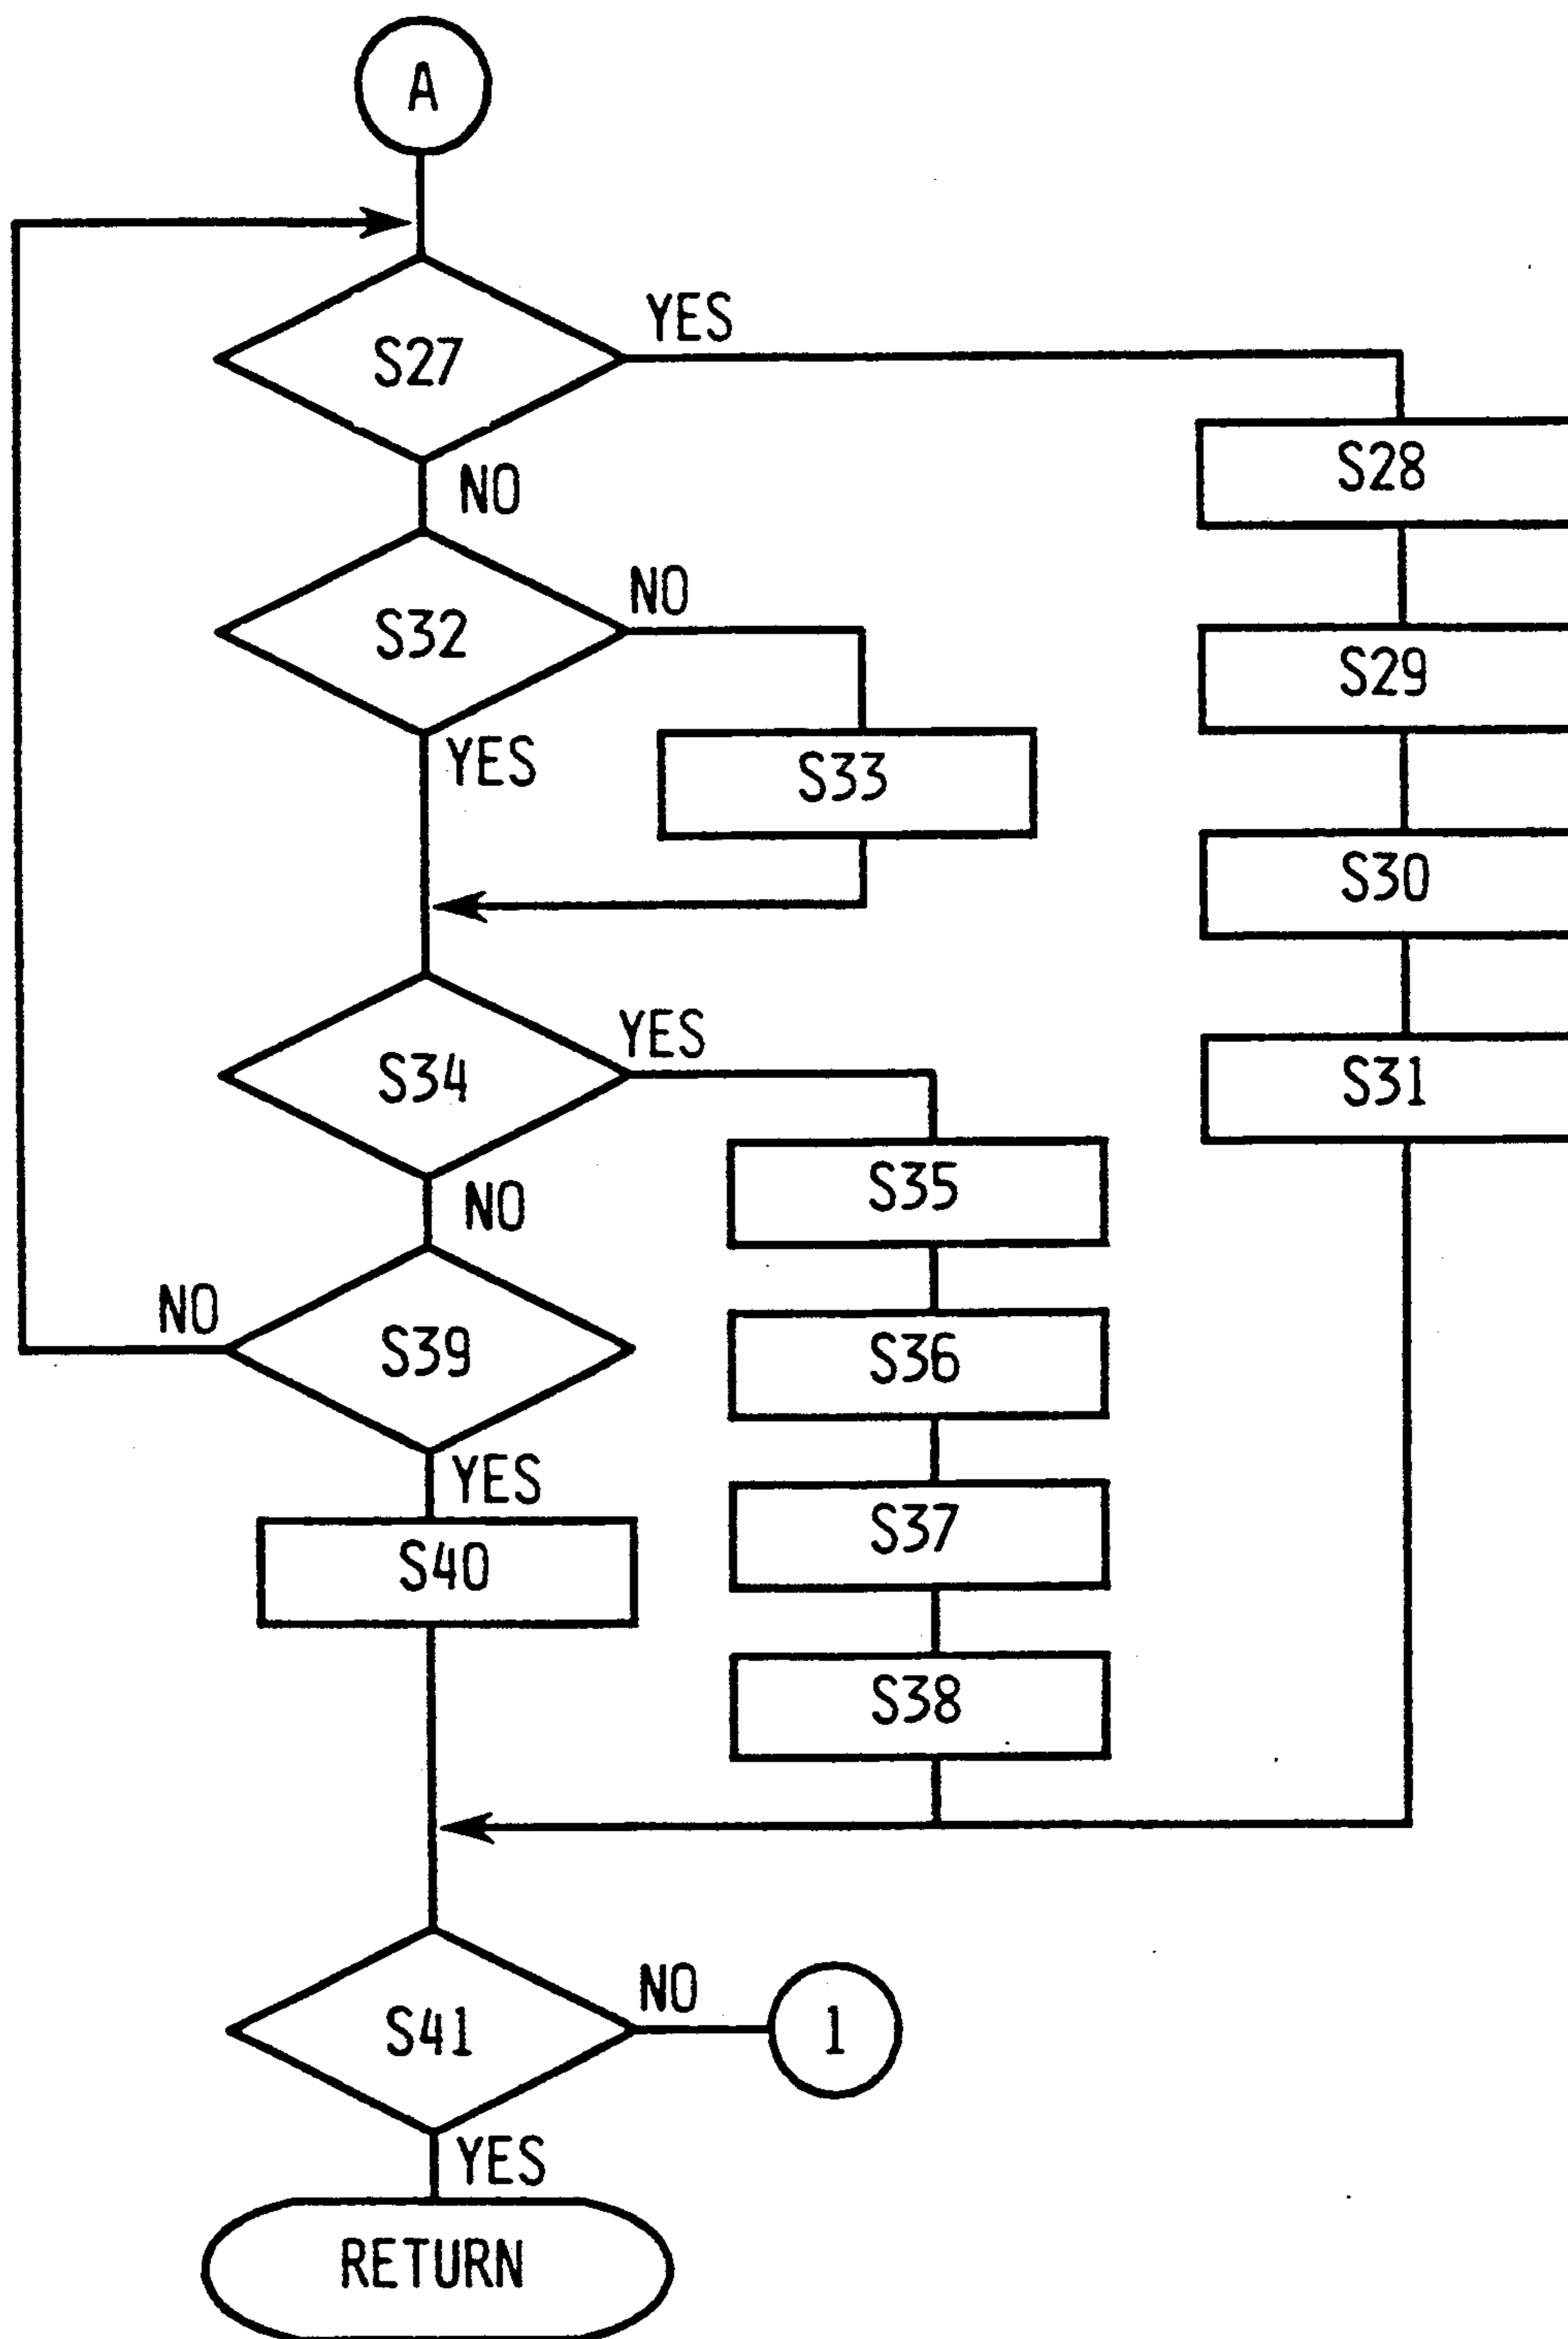 A
YES
S27
S28
NO
NO
S32
S29
YES
S33
S30
YES
S34
S31
S35
NO
NO
S39
S36
YES
S40
S37
S38
NO
S41
1
YES
RETURN